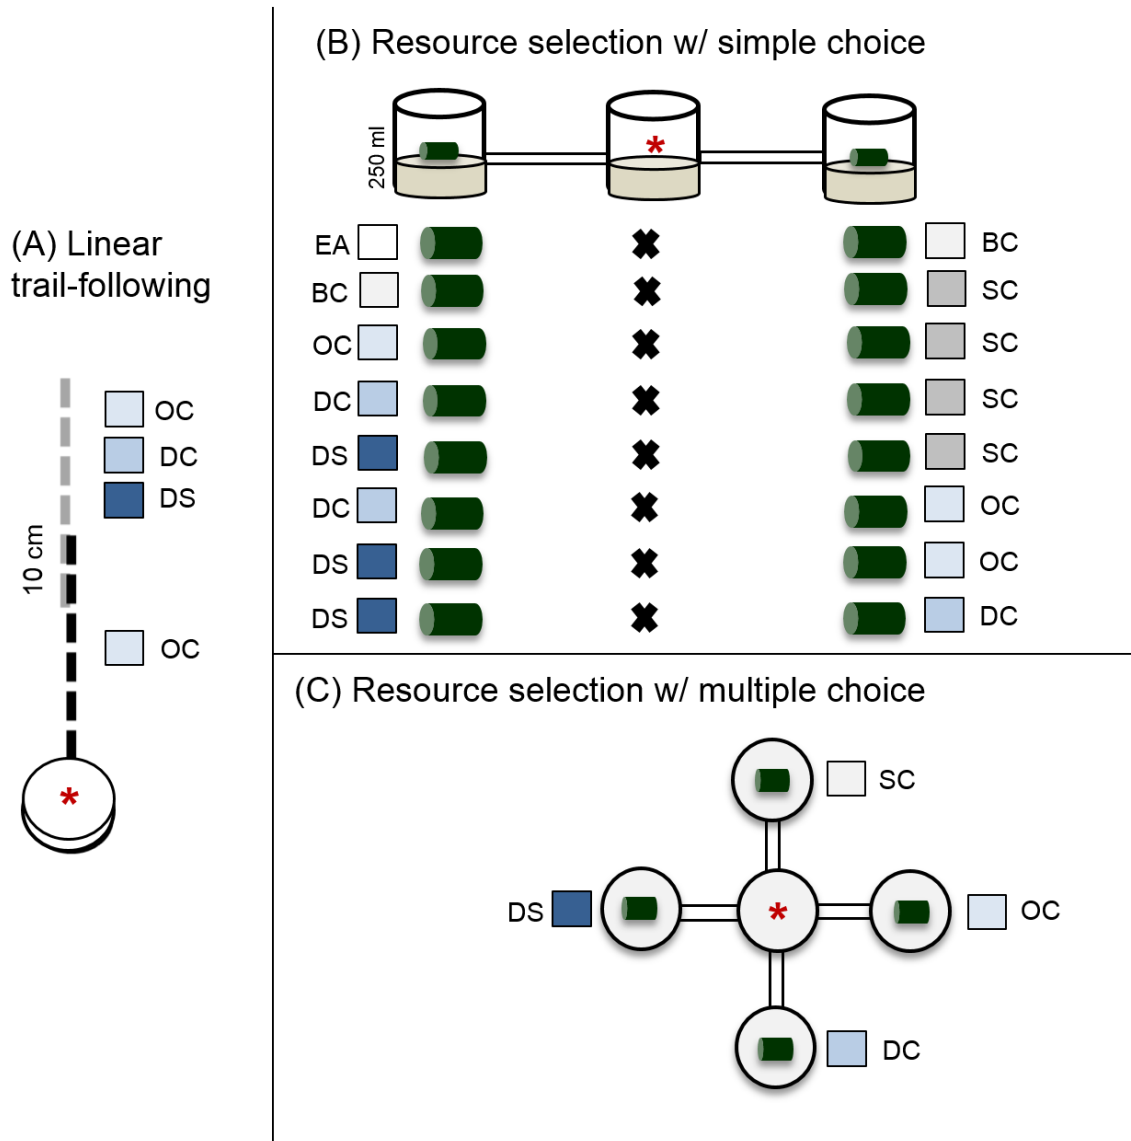 (A) Linear
trail-following
10 cm
OC
DC
DS
OC
*
(B) Resource selection w/ simple choice
250 ml
*
EA BC
BC SC
OC SC
DC SC
DS SC
DC OC
DS OC
DS DC
(C) Resource selection w/ multiple choice
SC
DS * OC
DC